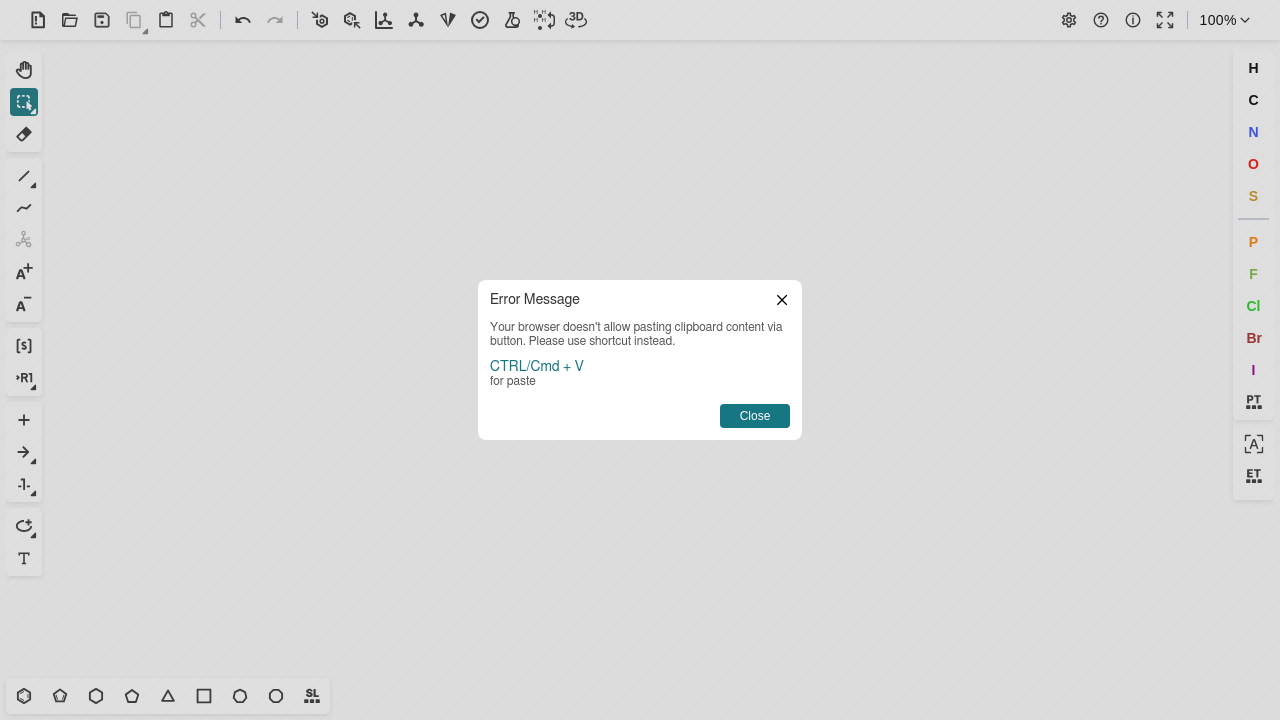 3D
100%
H
C
N
O
S
P
F
Cl
Br
I
PT
A
ET
A+
A−
[s]
R1
T
SL
Error Message
Your browser doesn't allow pasting clipboard content via
button. Please use shortcut instead.
CTRL/Cmd + V
for paste
Close